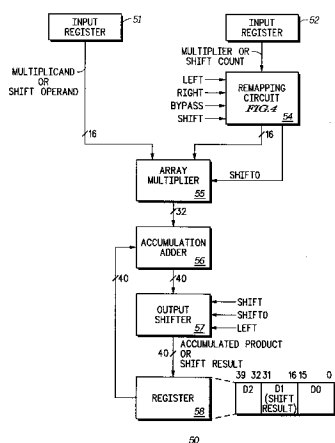 INPUT REGISTER 51
INPUT REGISTER 52
MULTIPLICAND
OR
SHIFT OPERAND
MULTIPLIER OR
SHIFT COUNT
LEFT
RIGHT
BYPASS
SHIFT
REMAPPING
CIRCUIT
FIG.4
54
16
16
SHIFTO
ARRAY
MULTIPLIER
55
32
ACCUMULATION
ADDER
56
40
40
OUTPUT
SHIFTER
57
SHIFT
SHIFTO
LEFT
40
ACCUMULATED PRODUCT
OR
SHIFT RESULT
REGISTER
58
39 32 31 16 15 0
D2 D1 D0
(SHIFT
RESULT)
50